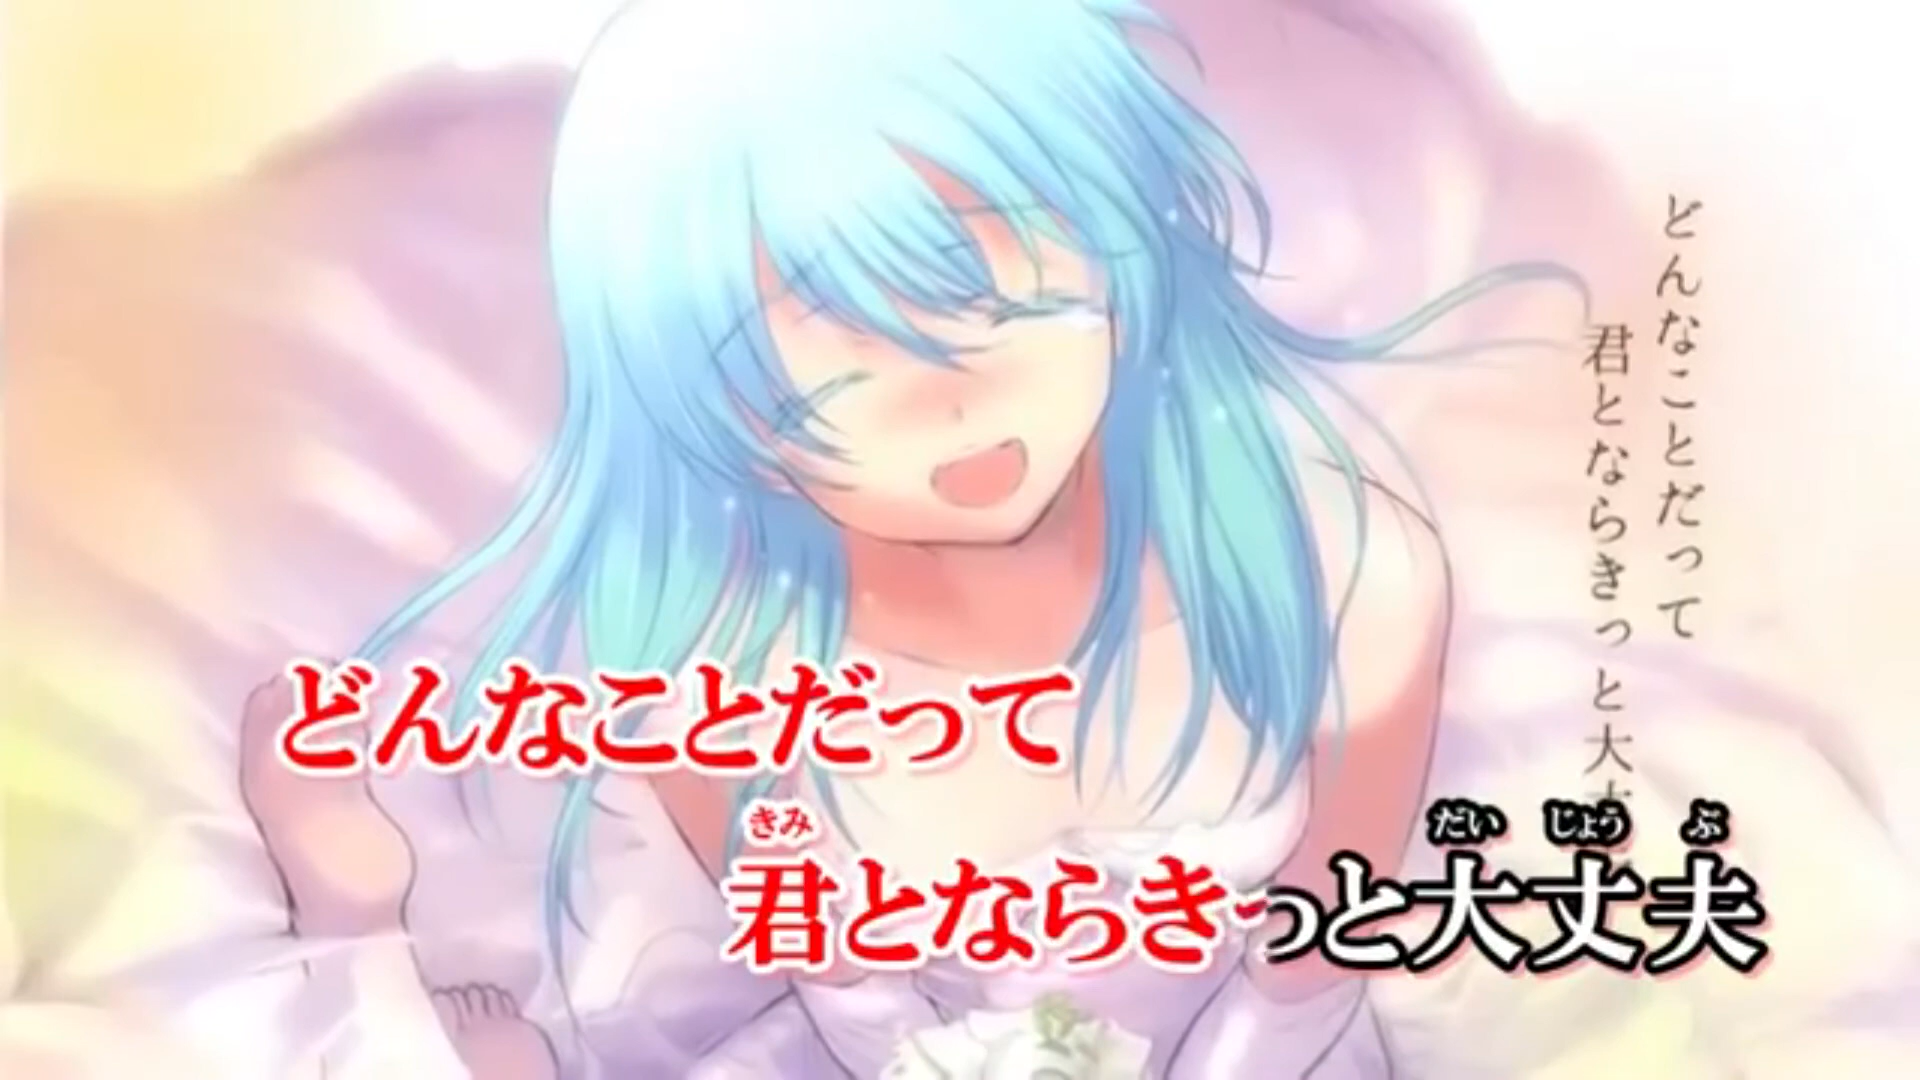 どんなことだって
君とならきっと大
どんなことだって
きみ
だい じょう ぶ
君とならきっと大丈夫